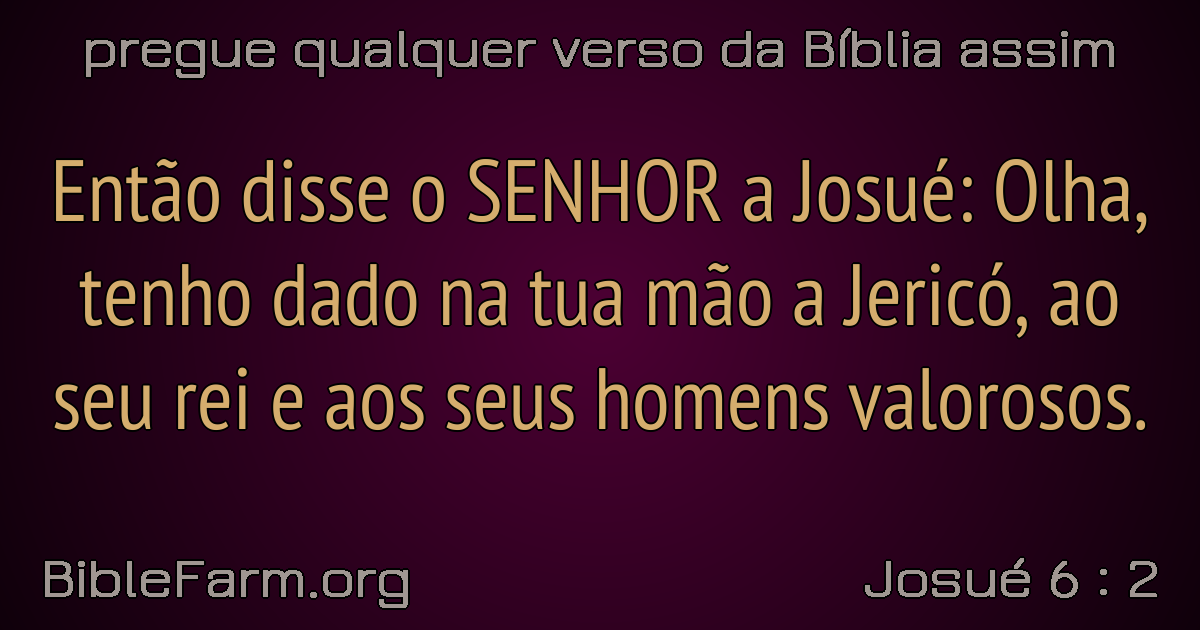 pregue qualquer verso da Bíblia assim
Então disse o SENHOR a Josué: Olha,
tenho dado na tua mão a Jericó, ao
seu rei e aos seus homens valorosos.
BibleFarm.org
Josué 6 : 2